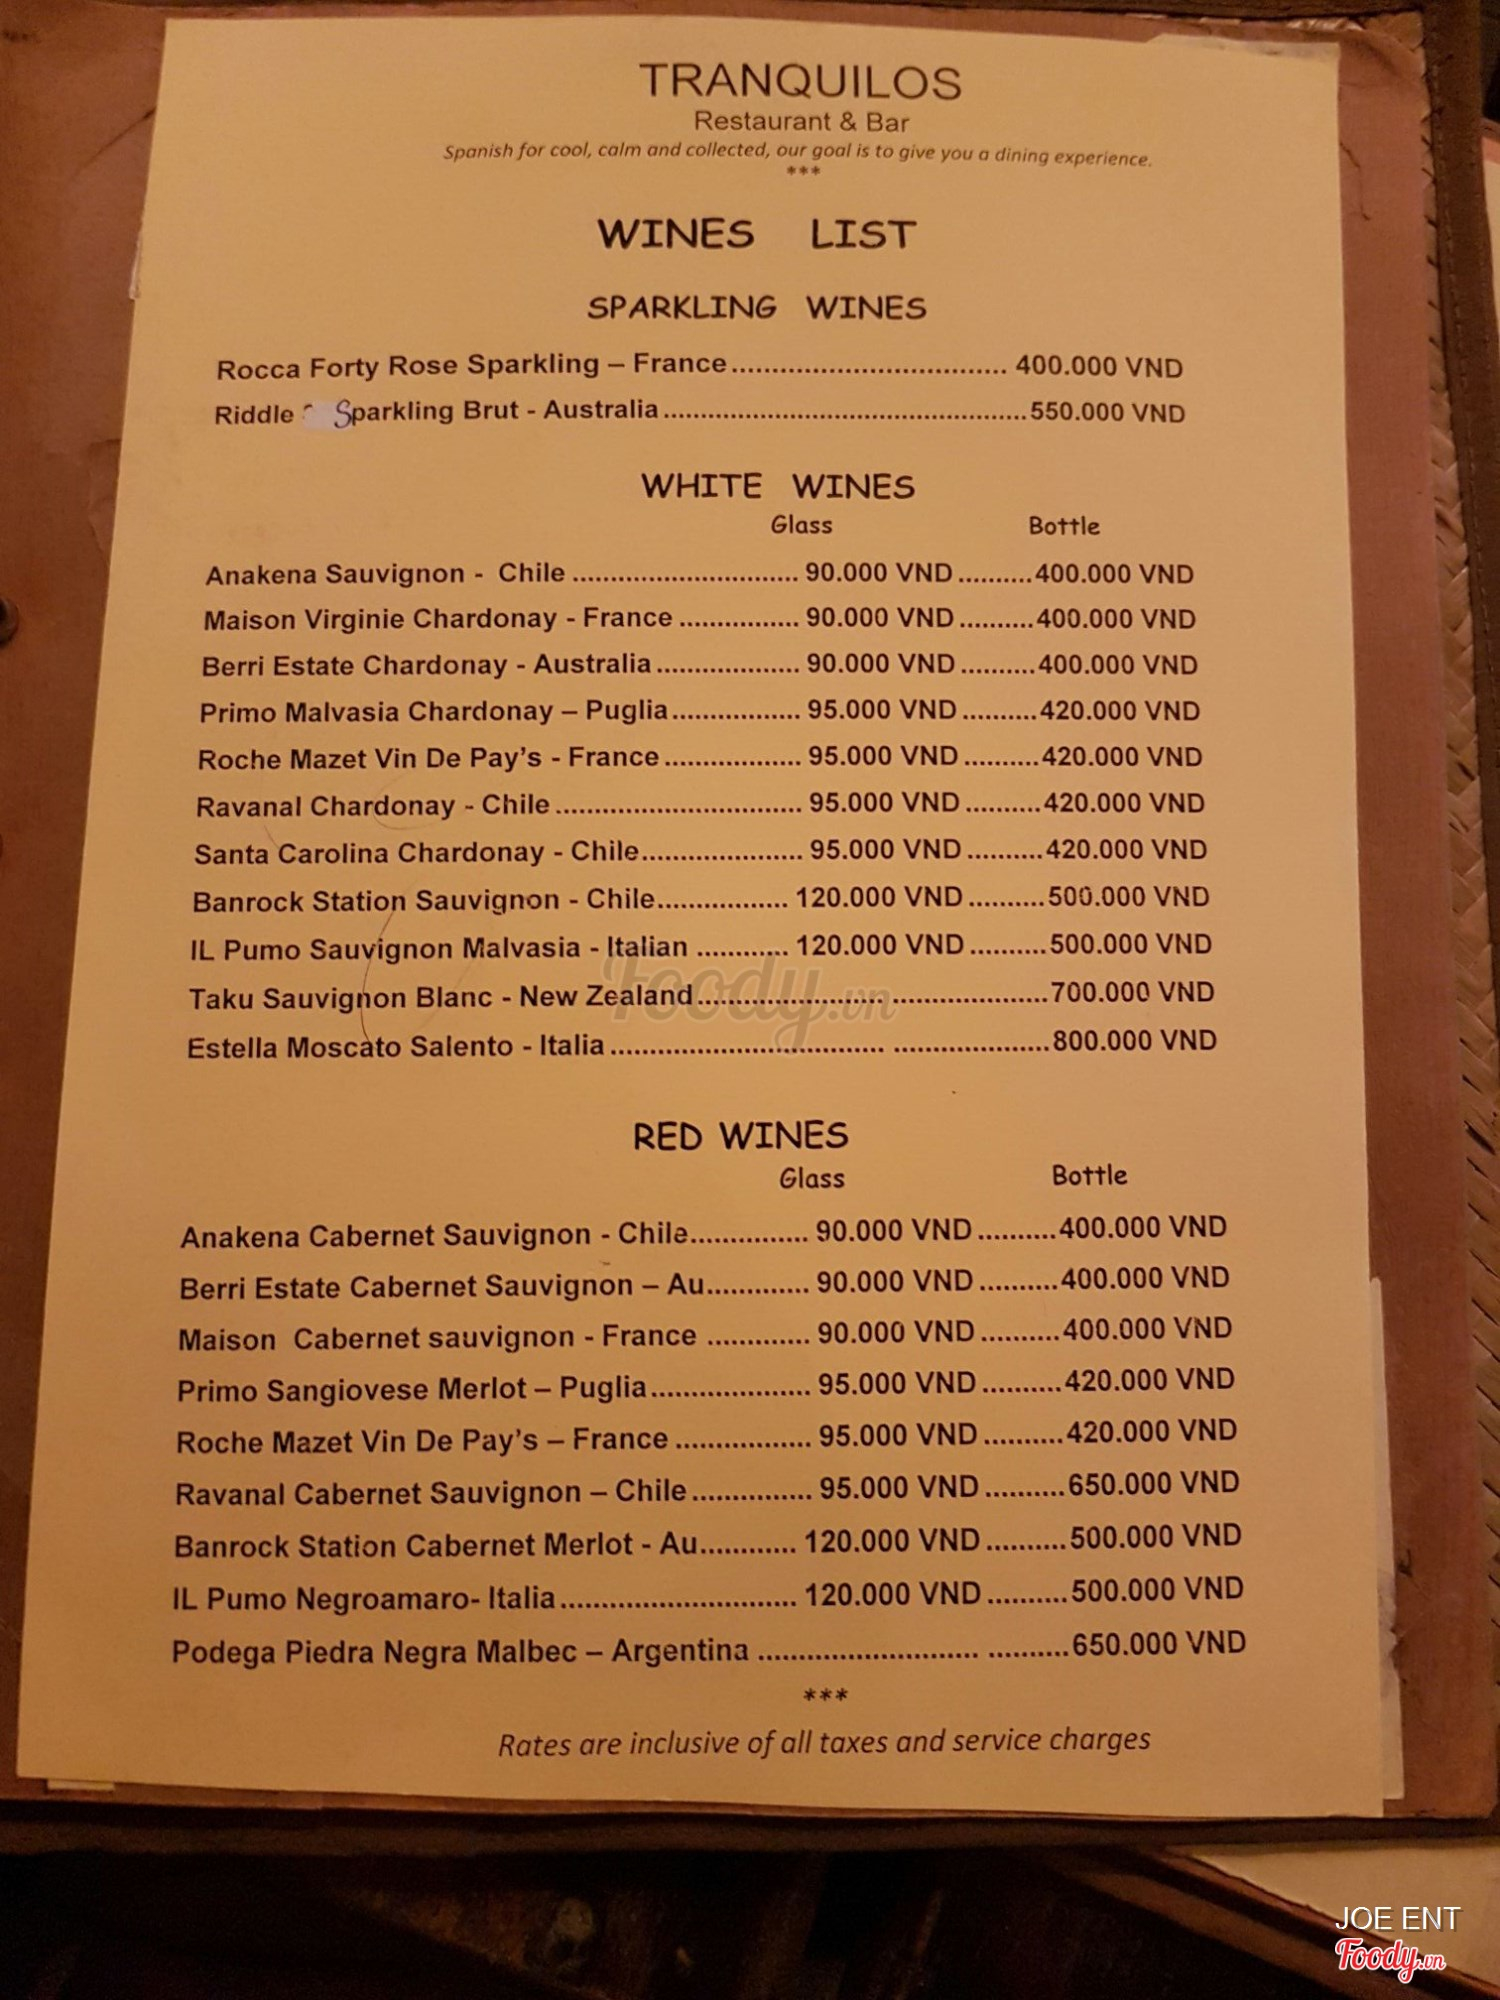 TRANQUILOS
Restaurant & Bar
Spanish for cool, calm and collected, our goal is to give you a dining experience.
***
WINES LIST
SPARKLING WINES
Rocca Forty Rose Sparkling – France.................................. 400.000 VND
Riddle Sparkling Brut - Australia..............................................550.000 VND
WHITE WINES
Glass Bottle
Anakena Sauvignon - Chile .............................. 90.000 VND..........400.000 VND
Maison Virginie Chardonay - France ................ 90.000 VND..........400.000 VND
Berri Estate Chardonay - Australia................... 90.000 VND..........400.000 VND
Primo Malvasia Chardonay – Puglia................. 95.000 VND..........420.000 VND
Roche Mazet Vin De Pay’s - France.................. 95.000 VND..........420.000 VND
Ravanal Chardonay - Chile................................ 95.000 VND..........420.000 VND
Santa Carolina Chardonay - Chile..................... 95.000 VND..........420.000 VND
Banrock Station Sauvignon - Chile................. 120.000 VND..........500.000 VND
IL Pumo Sauvignon Malvasia - Italian ............ 120.000 VND..........500.000 VND
Taku Sauvignon Blanc - New Zealand........................ ....................700.000 VND
Estella Moscato Salento - Italia................................... ....................800.000 VND
RED WINES
Glass Bottle
Anakena Cabernet Sauvignon - Chile............... 90.000 VND..........400.000 VND
Berri Estate Cabernet Sauvignon – Au............. 90.000 VND..........400.000 VND
Maison Cabernet sauvignon - France ............. 90.000 VND..........400.000 VND
Primo Sangiovese Merlot – Puglia.................... 95.000 VND..........420.000 VND
Roche Mazet Vin De Pay’s – France ................. 95.000 VND..........420.000 VND
Ravanal Cabernet Sauvignon – Chile............... 95.000 VND..........650.000 VND
Banrock Station Cabernet Merlot - Au............ 120.000 VND..........500.000 VND
IL Pumo Negroamaro- Italia............................. 120.000 VND..........500.000 VND
Podega Piedra Negra Malbec – Argentina ........................... ..........650.000 VND
***
Rates are inclusive of all taxes and service charges
Foody.vn
JOE ENT
Foody.vn